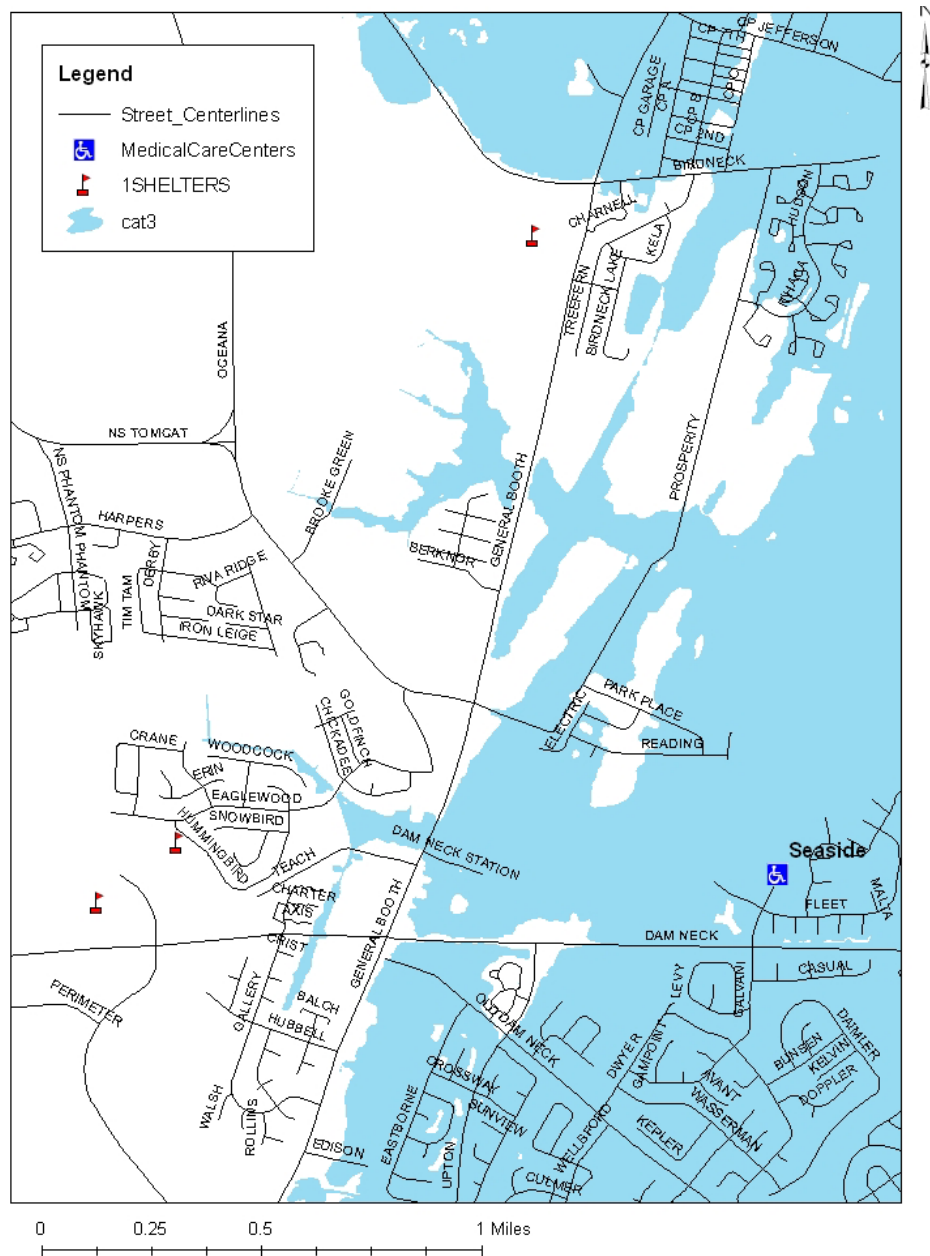 N
CP JEFFERSON
CP 7TH
CP C
CP GARAGE
CP A
CP B
CP 2ND
BIRDNECK
Legend
Street_Centerlines
MedicalCareCenters
1SHELTERS
cat3
CHARNELL
KELA
HUDSON
TREEFERN
BIRDNECK LAKE
OCEANA
NS TOMCAT
PROSPERITY
NS PHANTOM
PHANTOM
BROOKE GREEN
GENERAL BOOTH
HARPERS
BERKNOR
DERBY
RIVA RIDGE
TIM TAM
SKYHAWK
DARK STAR
IRON LEIGE
PARK PLACE
ELECTRIC
READING
GOLDFINCH
CHICKADEE
CRANE
WOODCOCK
ERIN
EAGLEWOOD
SNOWBIRD
HUMMINGBIRD
TEACH
DAM NECK STATION
Seaside
MALTA
FLEET
CHARTER
AXIS
CRIST
GENERAL BOOTH
DAM NECK
CASUAL
LEVY
GALVANI
PERIMETER
GALLERY
BALCH
HUBBELL
OLD DAM NECK
DWYER
GAMPOINT
BUNSEN
DAIMLER
KELVIN
DOPPLER
AVANT
WASSERMAN
CROSSWAY
SUNVIEW
KEPLER
WALSH
ROLLINS
EDISON
EASTBORNE
UPTON
WELLSFORD
CULMER
0 0.25 0.5 1 Miles